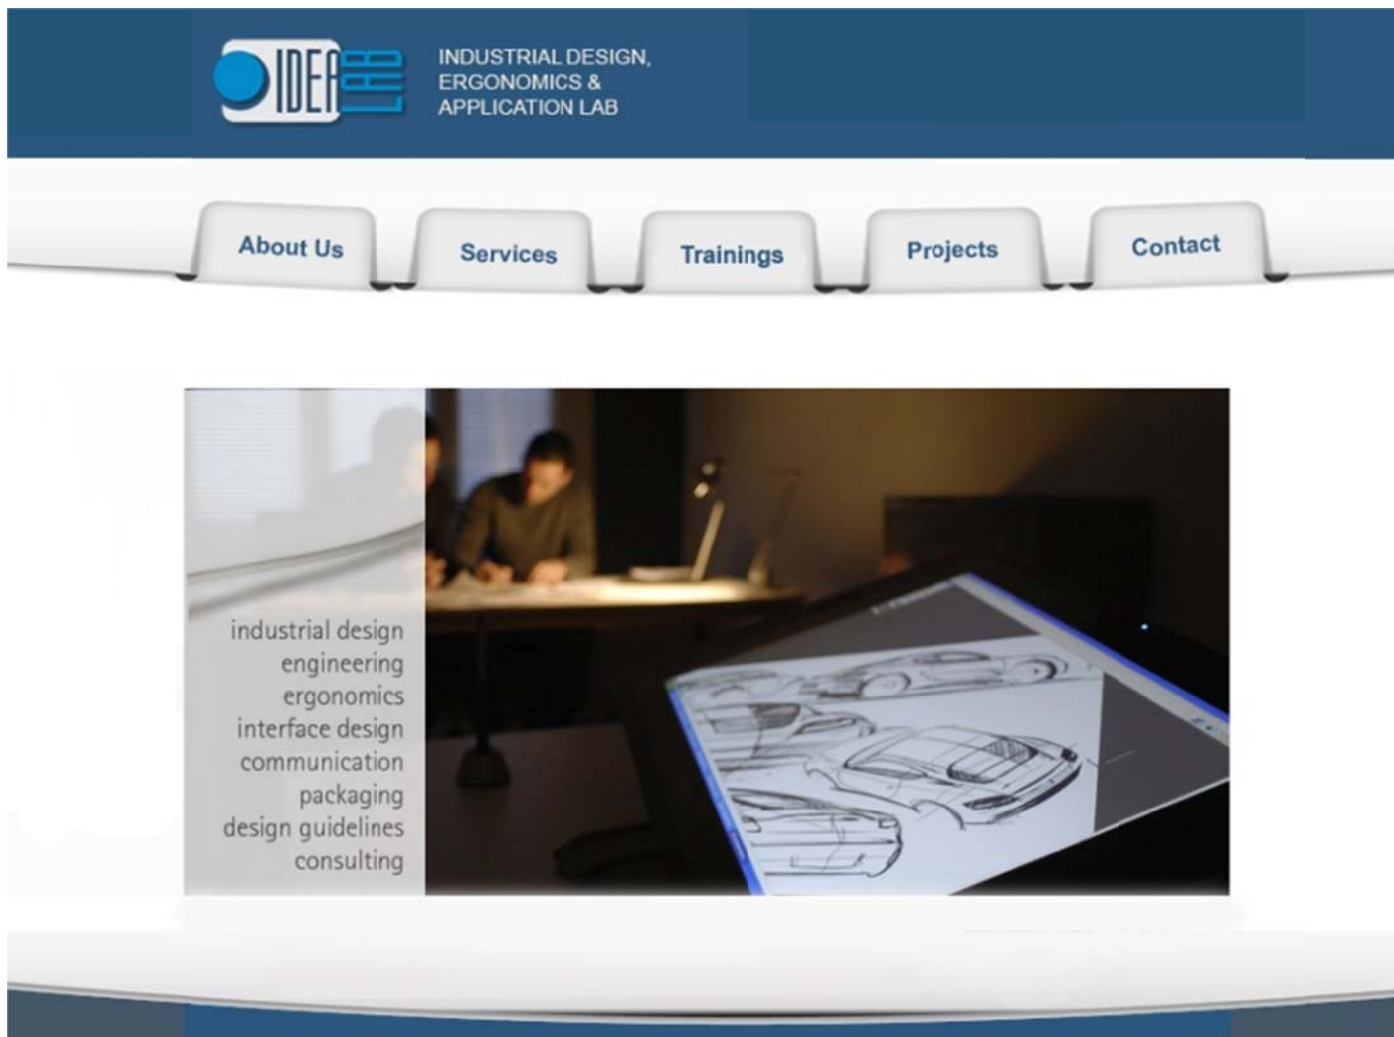 IDEA LAB
INDUSTRIAL DESIGN,
ERGONOMICS &
APPLICATION LAB
About Us
Services
Trainings
Projects
Contact
industrial design
engineering
ergonomics
interface design
communication
packaging
design guidelines
consulting